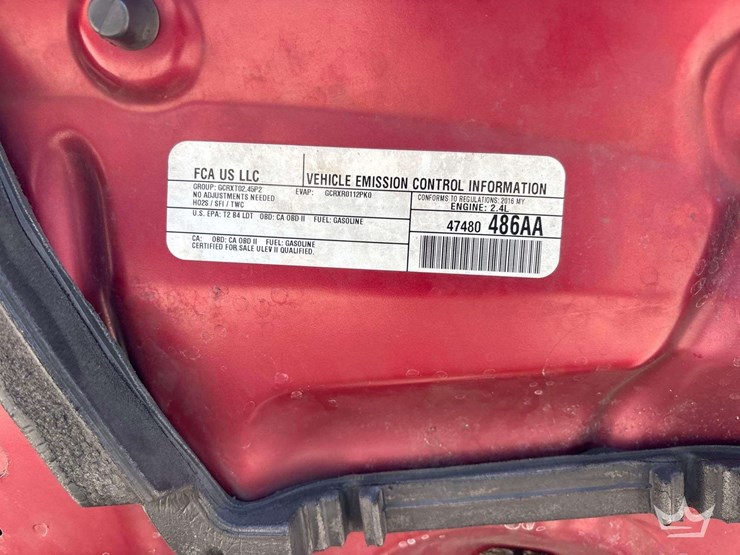 FCA US LLC
VEHICLE EMISSION CONTROL INFORMATION
GROUP: GCRXT02.45P2 EVAP: GCRXR0112PK0
NO ADJUSTMENTS NEEDED
HO2S / SFI / TWC
CONFORMS TO REGULATIONS: 2016 MY
ENGINE: 2.4L
U.S. EPA: T2 B4 LDT OBD: CA OBD II FUEL: GASOLINE
47480 486AA
CA: OBD: CA OBD II FUEL: GASOLINE
CERTIFIED FOR SALE ULEV II QUALIFIED.